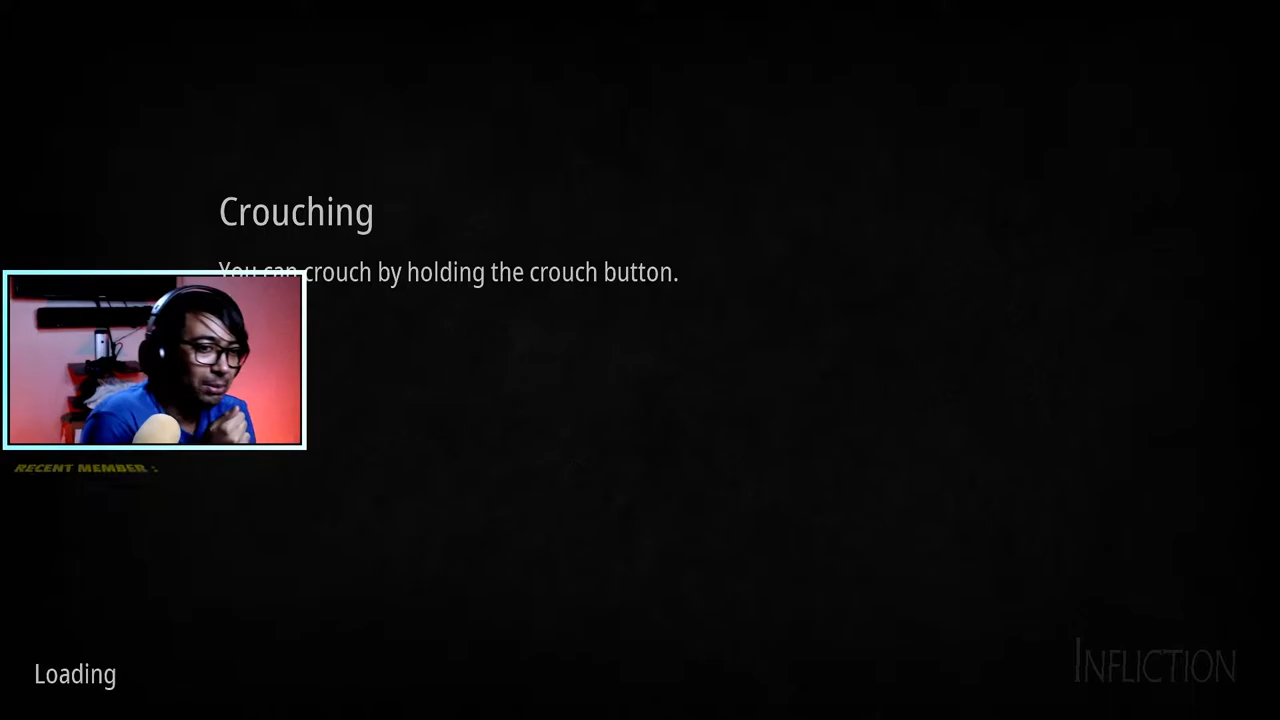 Crouching
You can crouch by holding the crouch button.
RECENT MEMBER :
Loading
INFLICTION